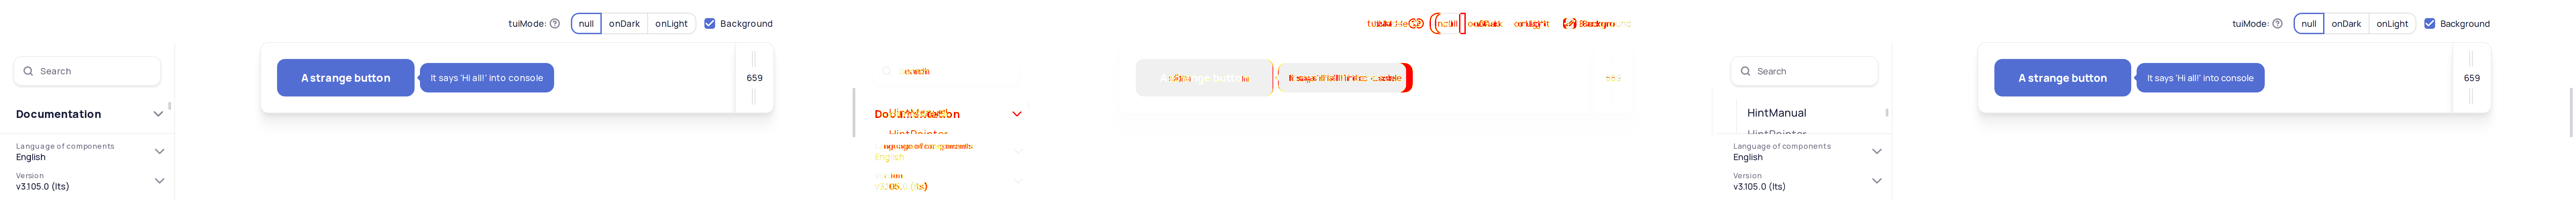 tuiMode: null onDark onLight Background
Search
A strange button It says 'Hi all!' into console 659
Documentation
Language of components
English
Version
v3.105.0 (lts)
Documentation
English
tuiMode: null onDark onLight Background
Search
A strange button It says 'Hi all!' into console 659
HintManual
HintPointer
Language of components
English
Version
v3.105.0 (lts)